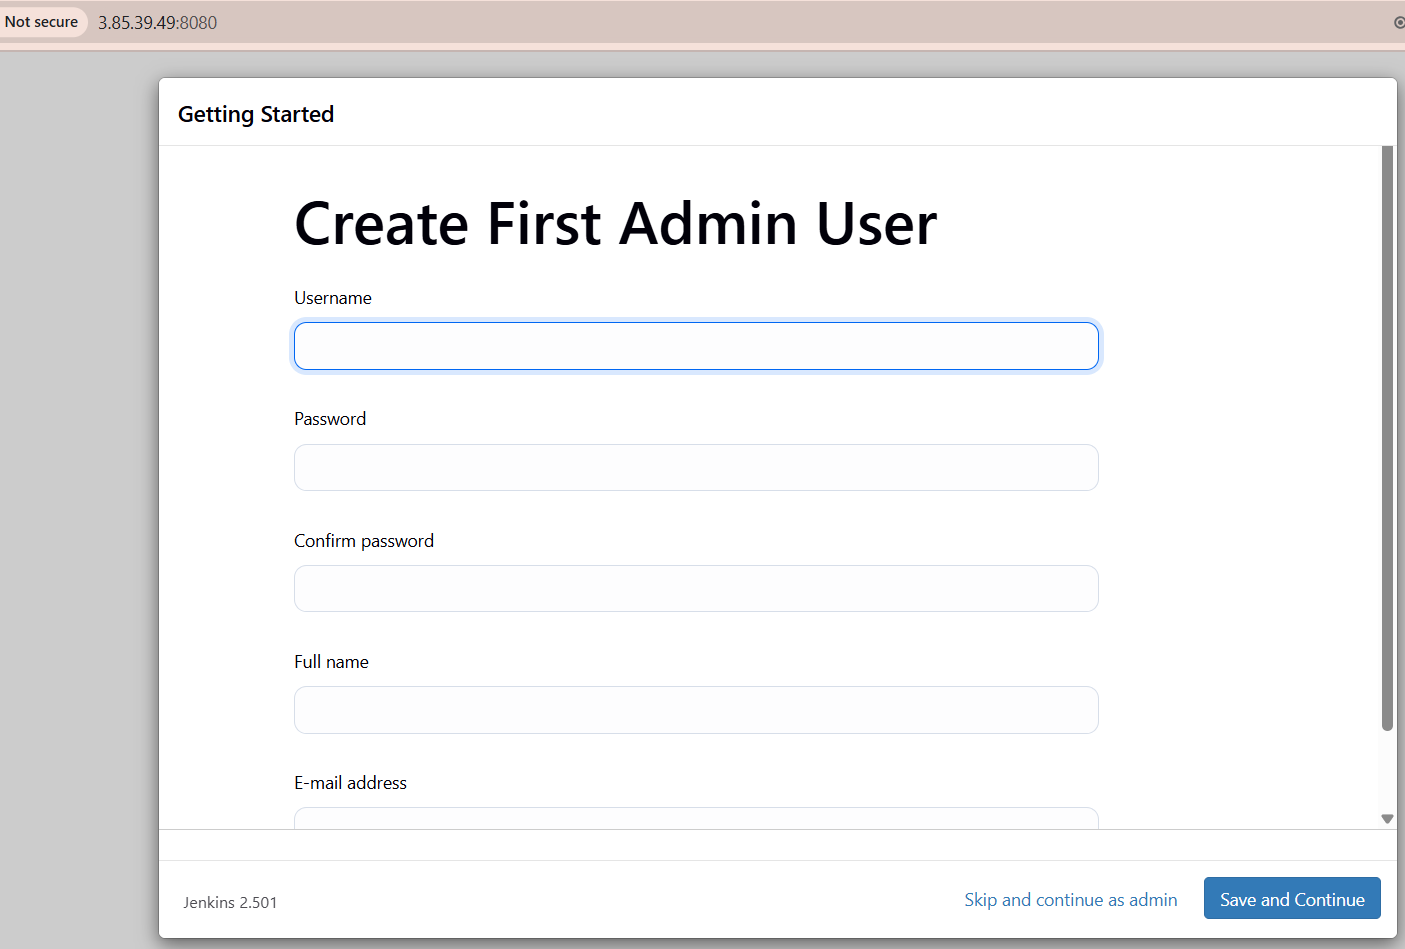 Not secure 3.85.39.49:8080
Getting Started
Create First Admin User
Username
Password
Confirm password
Full name
E-mail address
Jenkins 2.501
Skip and continue as admin
Save and Continue